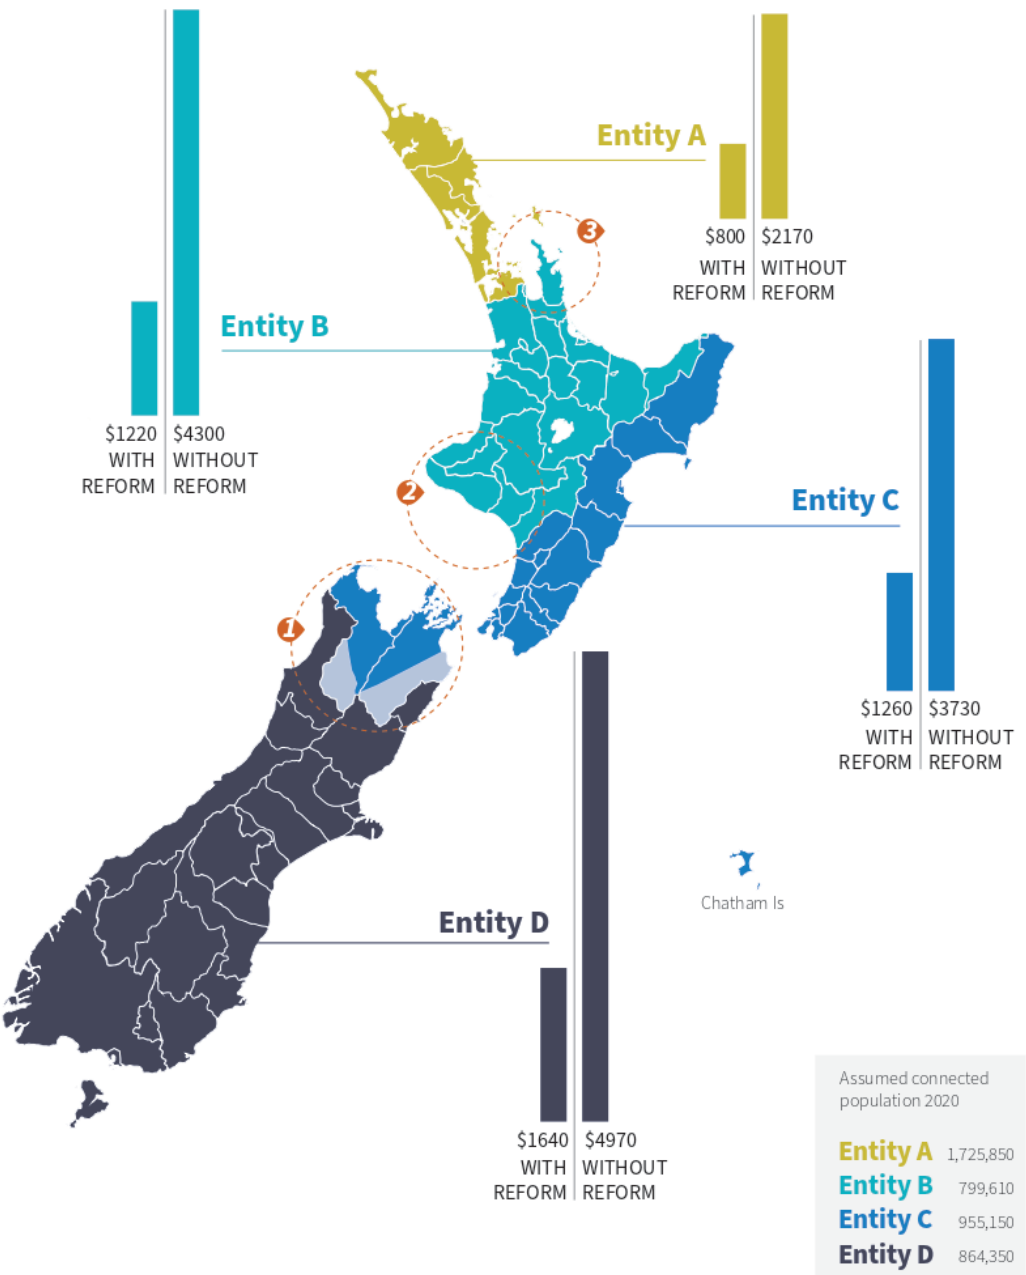 Entity A
3
$800
$2170
WITH
REFORM
WITHOUT
REFORM
Entity B
$1220
$4300
WITH
REFORM
WITHOUT
REFORM
2
Entity C
1
$1260
$3730
WITH
REFORM
WITHOUT
REFORM
Chatham Is
Entity D
$1640
$4970
WITH
REFORM
WITHOUT
REFORM
Assumed connected
population 2020
Entity A 1,725,850
Entity B 799,610
Entity C 955,150
Entity D 864,350